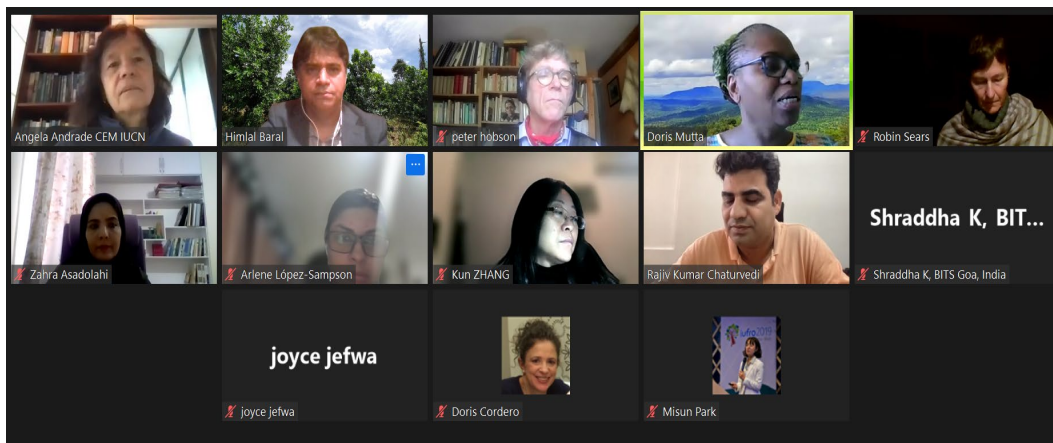 Angela Andrade CEM IUCN
Himlal Baral
peter hobson
Doris Mutta
Robin Sears
Zahra Asadolahi
Arlene López-Sampson
Kun ZHANG
Rajiv Kumar Chaturvedi
Shraddha K, BIT...
Shraddha K, BITS Goa, India
joyce jefwa
joyce jefwa
Doris Cordero
iufro2019
Misun Park